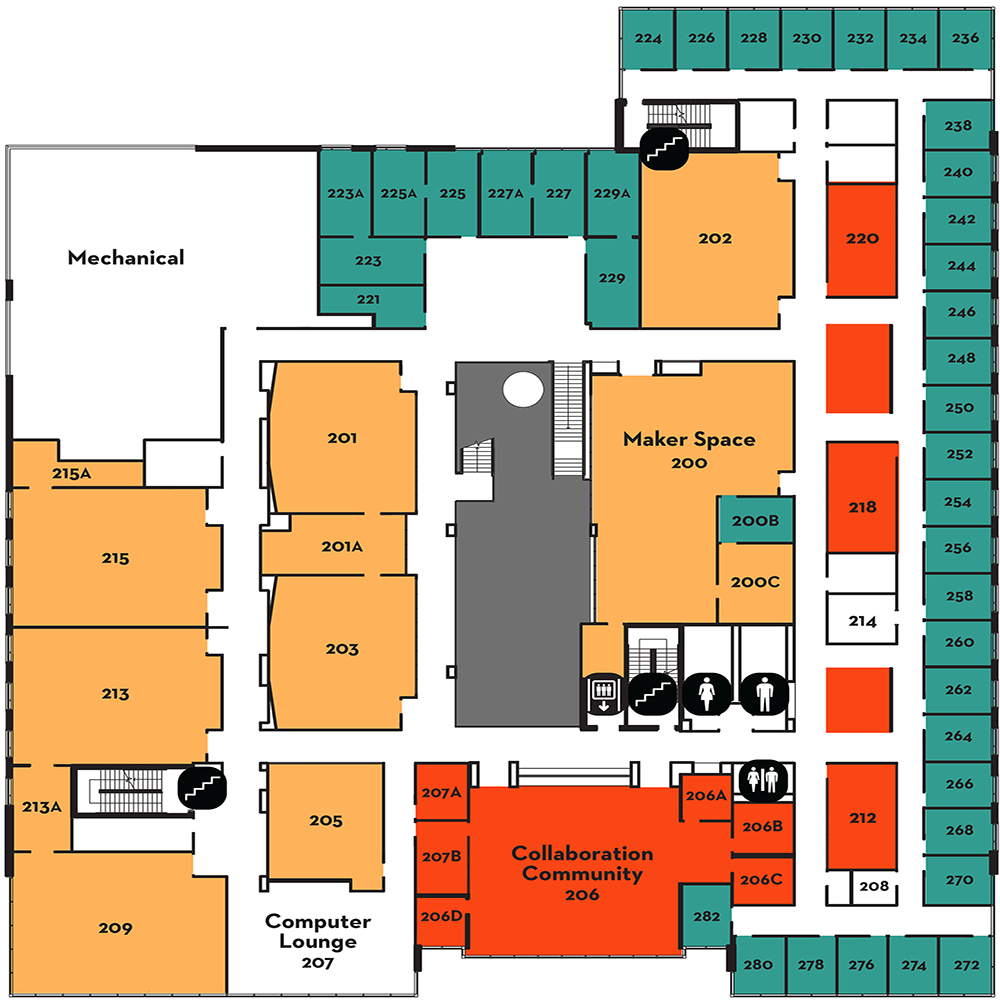 224 226 228 230 232 234 236
238
223A 225A 225 227A 227 229A
240
242
202 220
Mechanical
223
244
229
221
246
248
250
201
Maker Space
200
252
215A
254
218
200B
201A
256
215
200C
258
214
260
203
262
213
264
266
207A
206A
213A
205
212
206B
268
207B
Collaboration
Community
206
206C
270
208
206D
282
Computer
Lounge
207
209
280 278 276 274 272